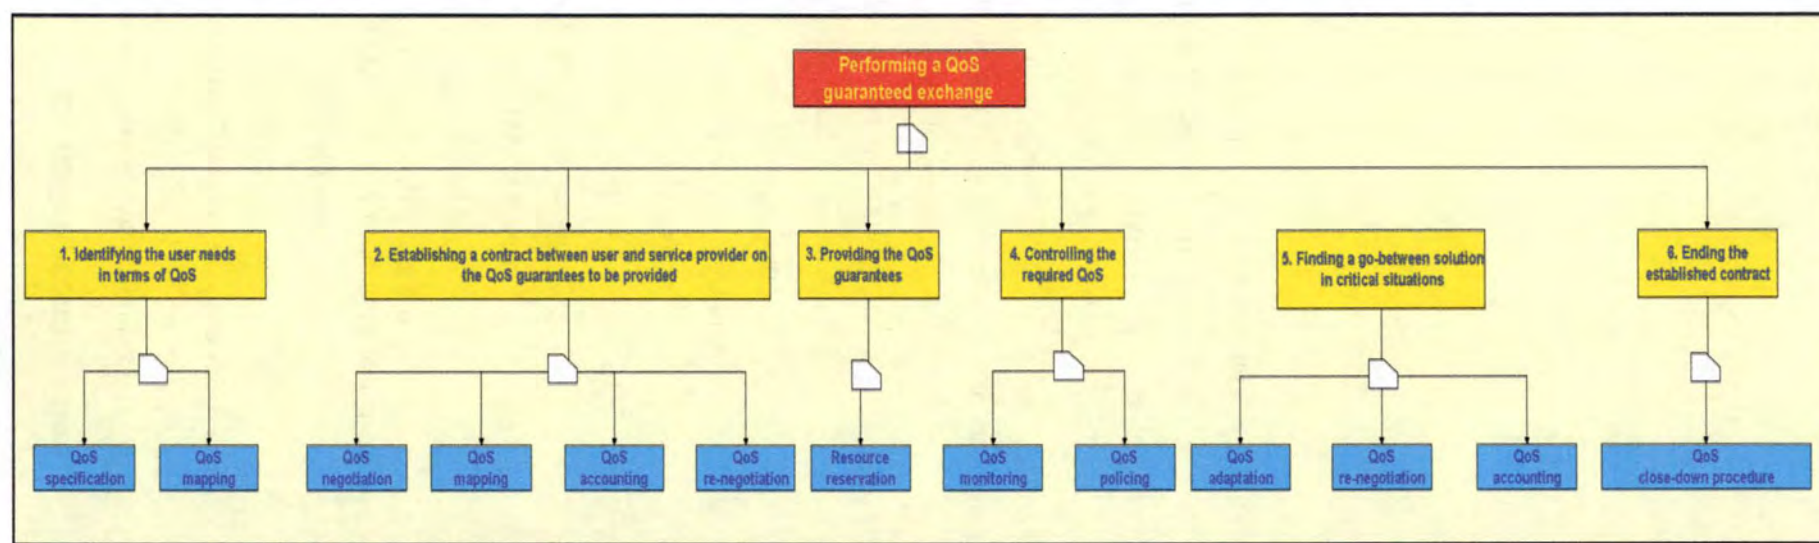 Performing a QoS
guaranteed exchange
1. Identifying the user needs
in terms of QoS
2. Establishing a contract between user and service provider on
the QoS guarantees to be provided
3. Providing the QoS
guarantees
4. Controlling the
required QoS
5. Finding a go-between solution
in critical situations
6. Ending the
established contract
QoS
specification
QoS
mapping
QoS
negotiation
QoS
mapping
QoS
accounting
QoS
re-negotiation
Resource
reservation
QoS
monitoring
QoS
policing
QoS
adaptation
QoS
re-negotiation
QoS
accounting
QoS
close-down procedure